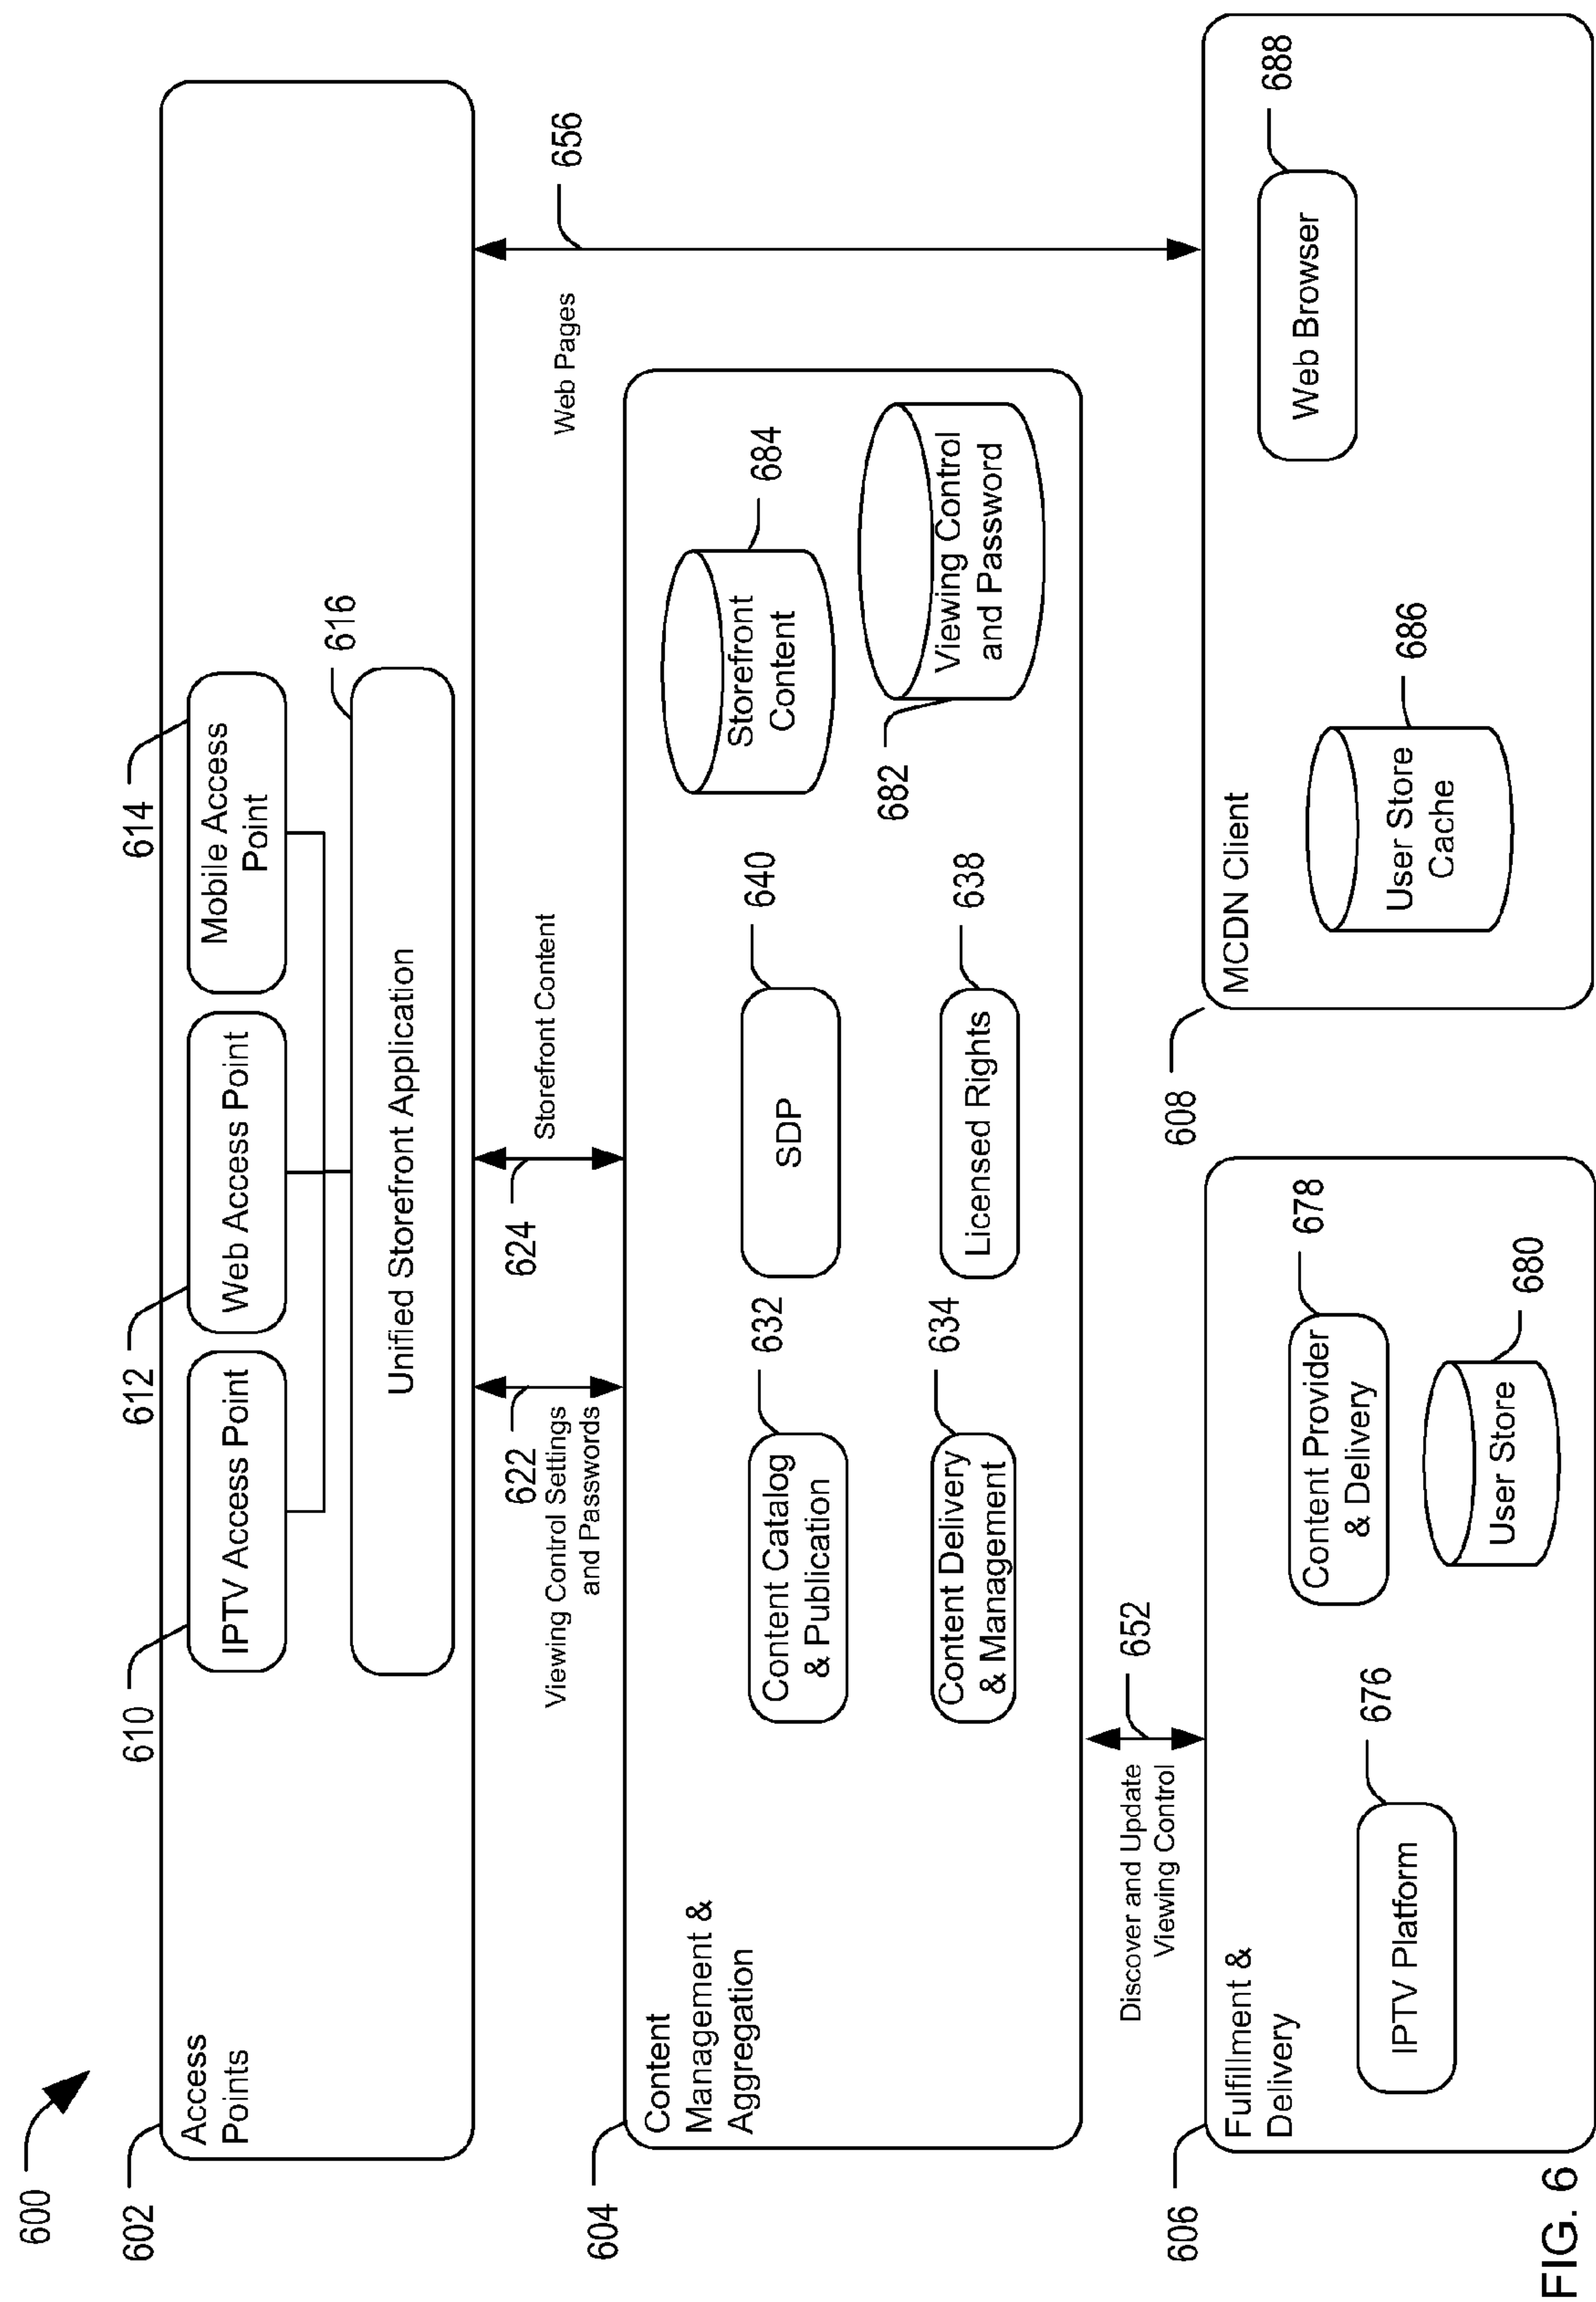 600
602
Access
Points
610
612
614
IPTV Access Point
Web Access Point
Mobile Access
Point
616
Unified Storefront Application
622
Viewing Control Settings
and Passwords
624
Storefront Content
656
Web Pages
604
Content
Management &
Aggregation
632
Content Catalog
& Publication
640
SDP
684
Storefront
Content
634
Content Delivery
& Management
638
Licensed Rights
682
Viewing Control
and Password
652
Discover and Update
Viewing Control
606
Fulfillment &
Delivery
676
IPTV Platform
678
Content Provider
& Delivery
680
User Store
608
MCDN Client
686
User Store
Cache
688
Web Browser
FIG. 6